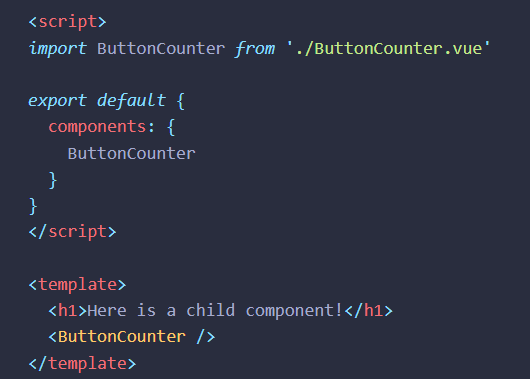 <script>
import ButtonCounter from './ButtonCounter.vue'
export default {
components: {
ButtonCounter
}
}
</script>
<template>
<h1>Here is a child component!</h1>
<ButtonCounter />
</template>